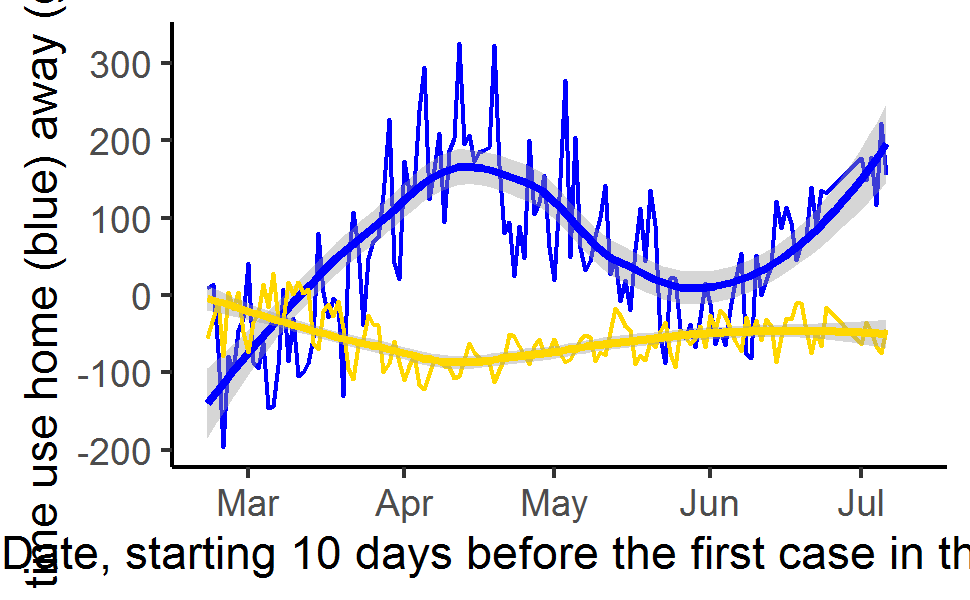 time use home (blue) away (
300
200
100
0
-100
-200
Mar Apr May Jun Jul
Date, starting 10 days before the first case in th